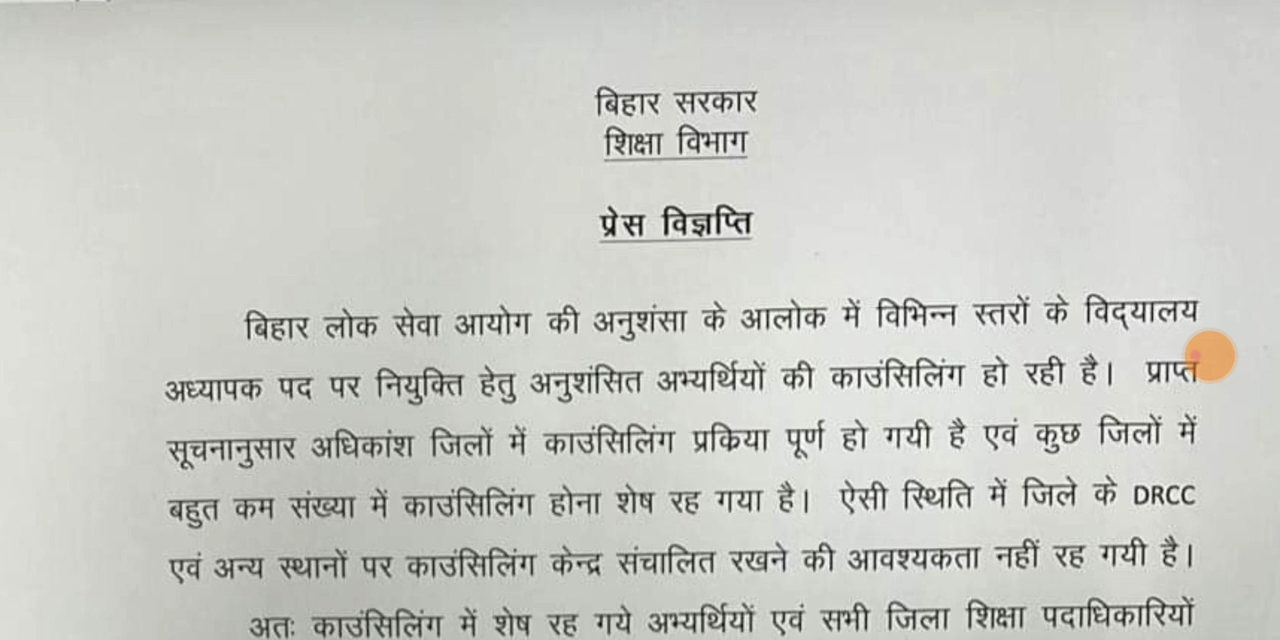 बिहार सरकार
शिक्षा विभाग
प्रेस विज्ञप्ति
बिहार लोक सेवा आयोग की अनुशंसा के आलोक में विभिन्न स्तरों के विद्यालय
अध्यापक पद पर नियुक्ति हेतु अनुशंसित अभ्यर्थियों की काउंसिलिंग हो रही है। प्राप्त
सूचनानुसार अधिकांश जिलों में काउंसिलिंग प्रकिया पूर्ण हो गयी है एवं कुछ जिलों में
बहुत कम संख्या में काउंसिलिंग होना शेष रह गया है। ऐसी स्थिति में जिले के DRCC
एवं अन्य स्थानों पर काउंसिलिंग केन्द्र संचालित रखने की आवश्यकता नहीं रह गयी है।
अतः काउंसिलिंग में शेष रह गये अभ्यर्थियों एवं सभी जिला शिक्षा पदाधिकारियों